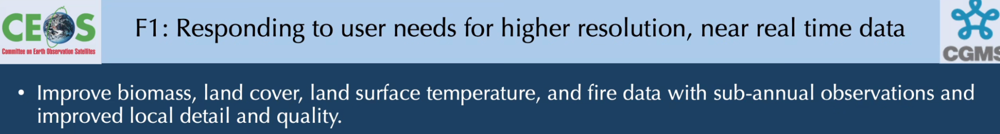 CEOS
Committee on Earth Observation Satellites
F1: Responding to user needs for higher resolution, near real time data
CGMS
• Improve biomass, land cover, land surface temperature, and fire data with sub-annual observations and
improved local detail and quality.